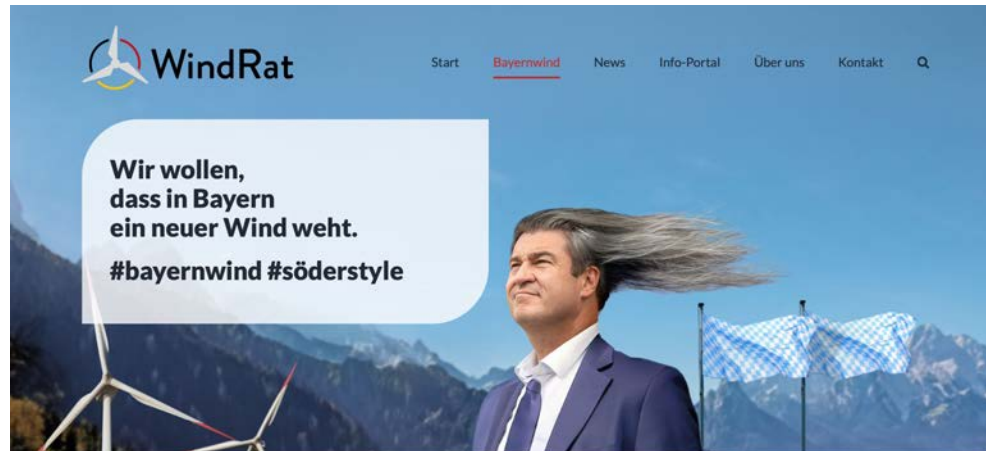 WindRat
Start Bayernwind News Info-Portal Über uns Kontakt
Wir wollen,
dass in Bayern
ein neuer Wind weht.
#bayernwind #söderstyle